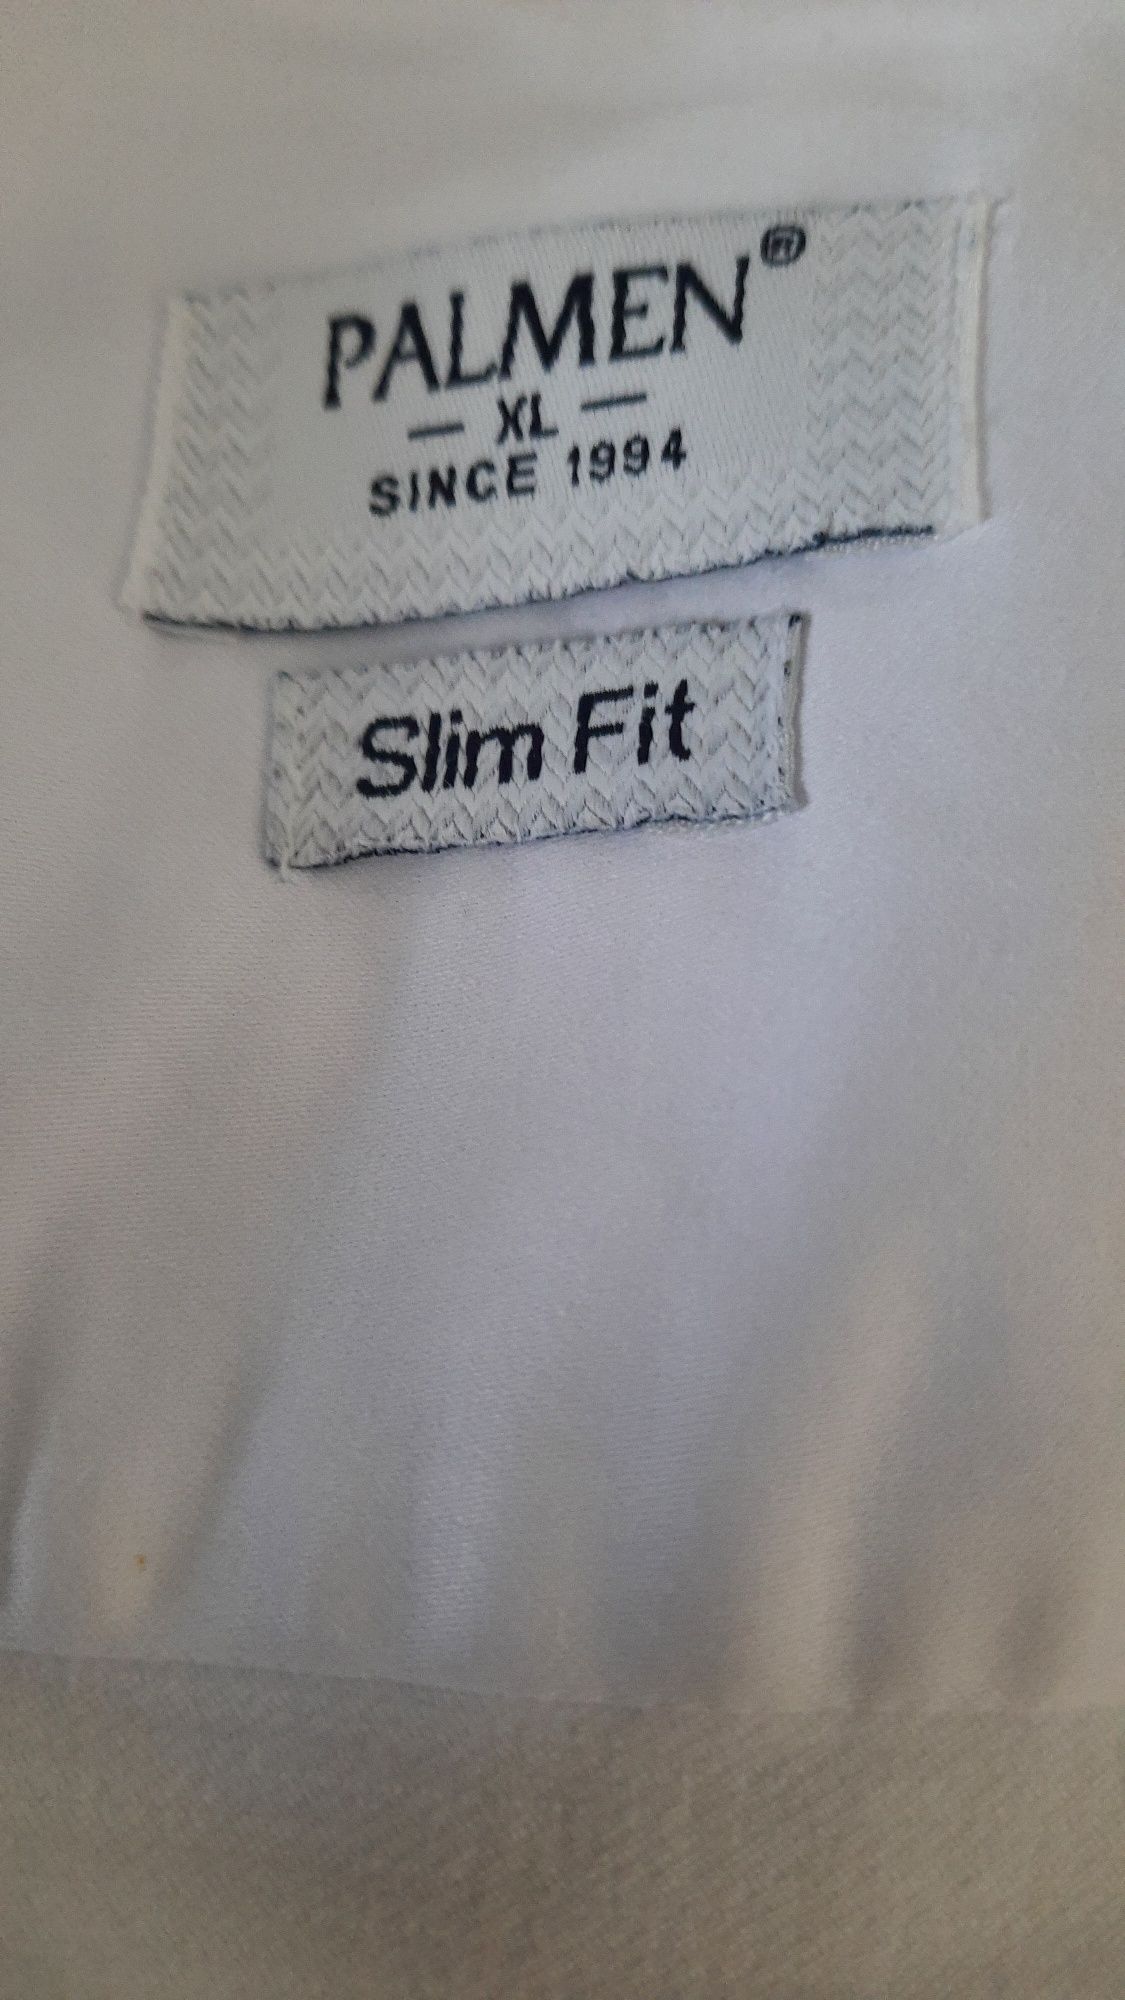 PALMEN®
— XL —
SINCE 1994
Slim Fit